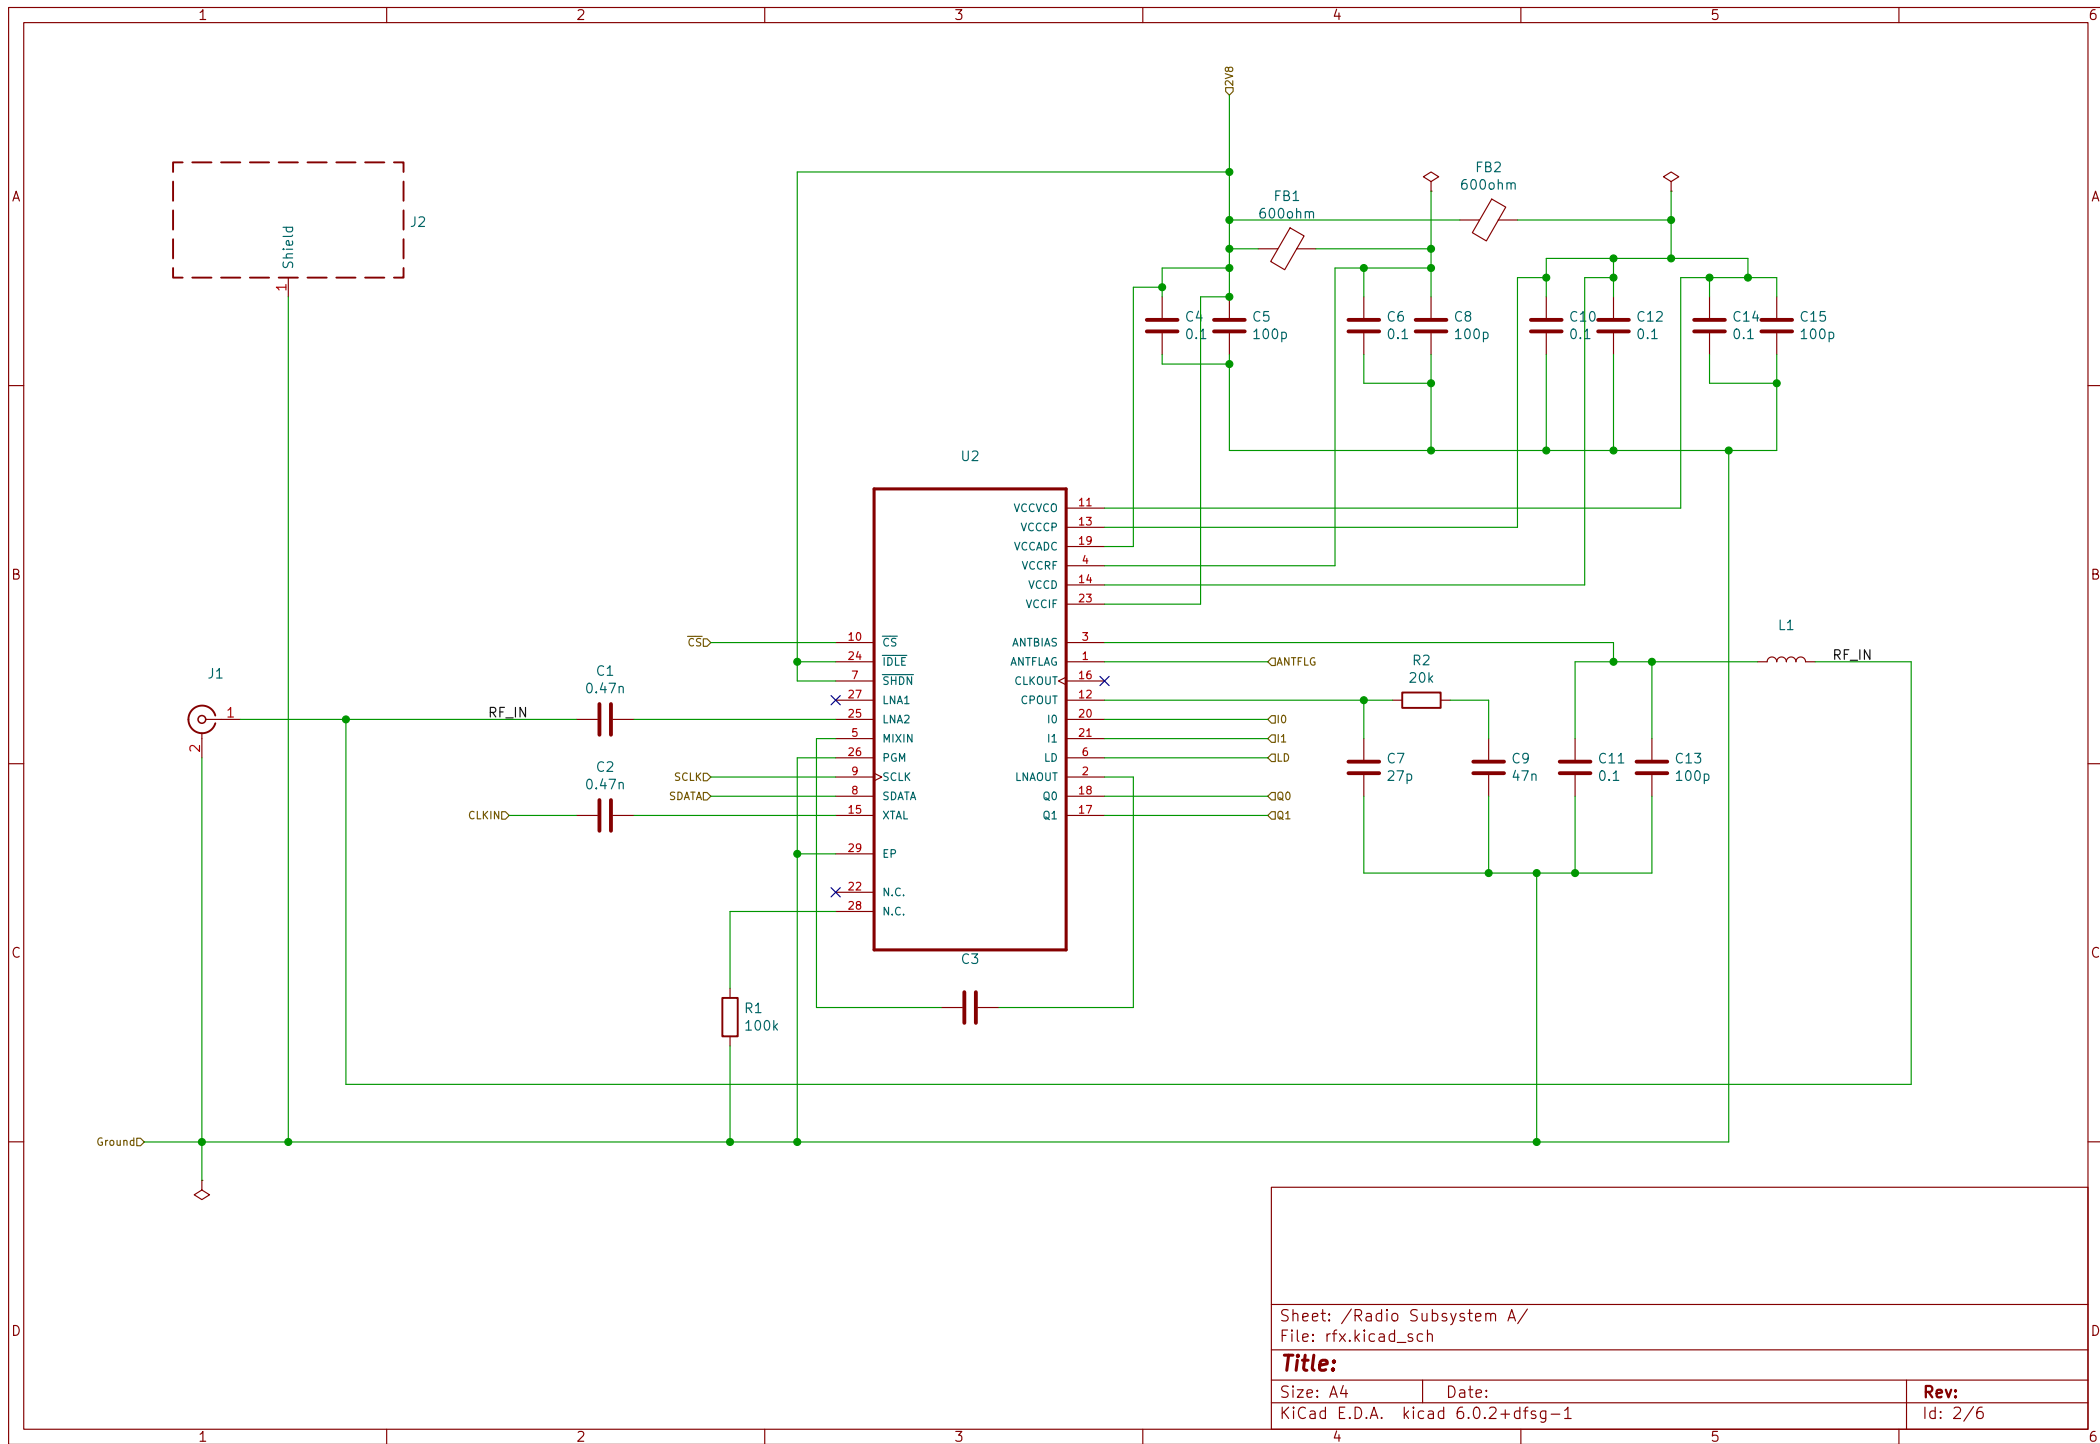 1 2 3 4 5 6
2V8
A A
FB2
600ohm
FB1
600ohm
J2
Shield
1
C4
0.1
C5
100p
C6
0.1
C8
100p
C10
0.1
C12
0.1
C14
0.1
C15
100p
U2
11 VCCVCO
13 VCCCP
19 VCCADC
4 VCCRF
14 VCCD
23 VCCIF
B B
CS 10 CS
24 IDLE
7 SHDN
27 LNA1
25 LNA2
5 MIXIN
26 PGM
SCLK 9 SCLK
SDATA 8 SDATA
CLKIN 15 XTAL
29 EP
22 N.C.
28 N.C.
ANTBIAS 3
ANTFLAG 1 ANTFLG
CLKOUT 16
CPOUT 12
I0 20 I0
I1 21 I1
LD 6 LD
LNAOUT 2
Q0 18 Q0
Q1 17 Q1
L1
RF_IN
R2
20k
J1
1
2
RF_IN
C1
0.47n
C2
0.47n
C7
27p
C9
47n
C11
0.1
C13
100p
C C
C3
R1
100k
Ground
D D
Sheet: /Radio Subsystem A/
File: rfx.kicad_sch
Title:
Size: A4 Date: Rev:
KiCad E.D.A. kicad 6.0.2+dfsg-1 Id: 2/6
1 2 3 4 5 6